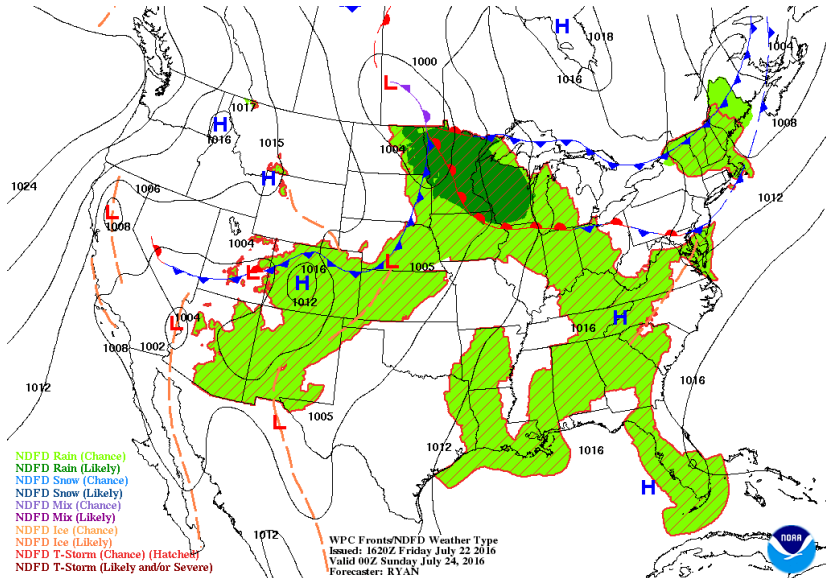 1018
1004
1000
1016
1017
1008
1016
1015
1004
1024
1006
1012
1008
1004
1016
1005
1012
1004
1016
1008
1002
1016
1012
1005
1012
1016
1012
H
H
H
H
H
H
L
L
L
L
L
L
NDFD Rain (Chance)
NDFD Rain (Likely)
NDFD Snow (Chance)
NDFD Snow (Likely)
NDFD Mix (Chance)
NDFD Mix (Likely)
NDFD Ice (Chance)
NDFD Ice (Likely)
NDFD T-Storm (Chance) (Hatched)
NDFD T-Storm (Likely and/or Severe)
WPC Fronts/NDFD Weather Type
Issued: 1620Z Friday July 22 2016
Valid 00Z Sunday July 24, 2016
Forecaster: RYAN
NOAA